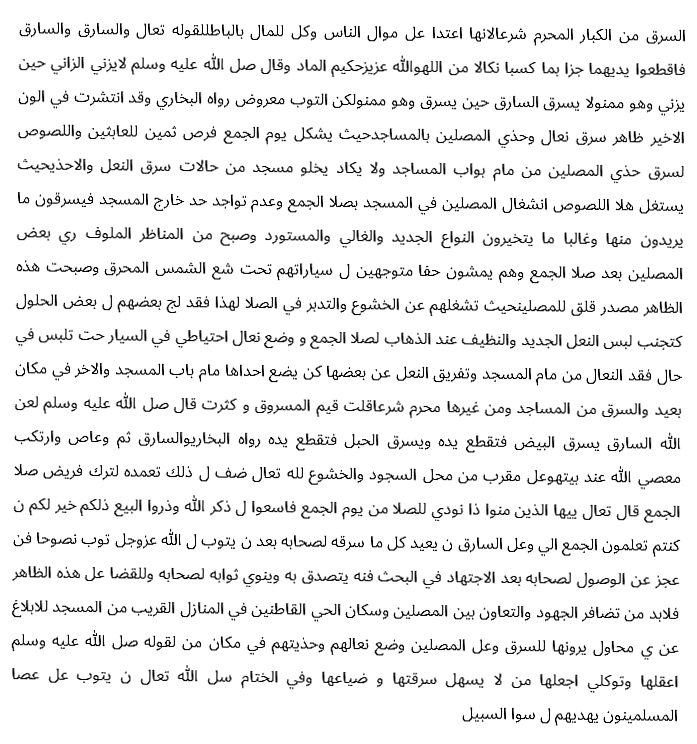 السرق من الكبار المحرم شرعالانها اعتدا عل موال الناس وكل للمال بالباطللقوله تعال والسارق والسارق
فاقطعوا يديهما جزا بما كسبا نكالا من اللهوالله عزيزحكيم الماد وقال صل الله عليه وسلم لايزني الزاني حين
يزني وهو ممنولا يسرق السارق حين يسرق وهو ممنولكن التوب معروض رواه البخاري وقد انتشرت في الون
الاخير ظاهر سرق نعال وحذي المصلين بالمساجدحيث يشكل يوم الجمع فرص ثمين للعابثين واللصوص
لسرق حذي المصلين من مام بواب المساجد ولا يكاد يخلو مسجد من حالات سرق النعل والاحذيحيث
يستغل هلا اللصوص انشغال المصلين في المسجد بصلا الجمع وعدم تواجد حد خارج المسجد فيسرقون ما
يريدون منها وغالبا ما يتخيرون النواع الجديد والغالي والمستورد وصبح من المناظر الملوف ري بعض
المصلين بعد صلا الجمع وهم يمشون حفا متوجهين ل سياراتهم تحت شع الشمس المحرق وصبحت هذه
الظاهر مصدر قلق للمصلينحيث تشغلهم عن الخشوع والتدبر في الصلا لهذا فقد لج بعضهم ل بعض الحلول
كتجنب لبس النعل الجديد والنظيف عند الذهاب لصلا الجمع و وضع نعال احتياطي في السيار حت تلبس في
حال فقد النعال من مام المسجد وتفريق النعل عن بعضها كن يضع احداها مام باب المسجد والاخر في مكان
بعيد والسرق من المساجد ومن غيرها محرم شرعاقلت قيم المسروق و كثرت قال صل الله عليه وسلم لعن
الله السارق يسرق البيض فتقطع يده ويسرق الحبل فتقطع يده رواه البخاريوالسارق ثم وعاص وارتكب
معصي الله عند بيتهوعل مقرب من محل السجود والخشوع لله تعال ضف ل ذلك تعمده لترك فريض صلا
الجمع قال تعال ييها الذين منوا ذا نودي للصلا من يوم الجمع فاسعوا ل ذكر الله وذروا البيع ذلكم خير لكم ن
كنتم تعلمون الجمع الي وعل السارق ن يعيد كل ما سرقه لصحابه بعد ن يتوب ل الله عزوجل توب نصوحا فن
عجز عن الوصول لصحابه بعد الاجتهاد في البحث فنه يتصدق به وينوي ثوابه لصحابه وللقضا عل هذه الظاهر
فلابد من تضافر الجهود والتعاون بين المصلين وسكان الحي القاطنين في المنازل القريب من المسجد للابلاغ
عن ي محاول يرونها للسرق وعل المصلين وضع نعالهم وحذيتهم في مكان من لقوله صل الله عليه وسلم
اعقلها وتوكلي اجعلها من لا يسهل سرقتها و ضياعها وفي الختام سل الله تعال ن يتوب عل عصا
المسلمينون يهديهم ل سوا السبيل